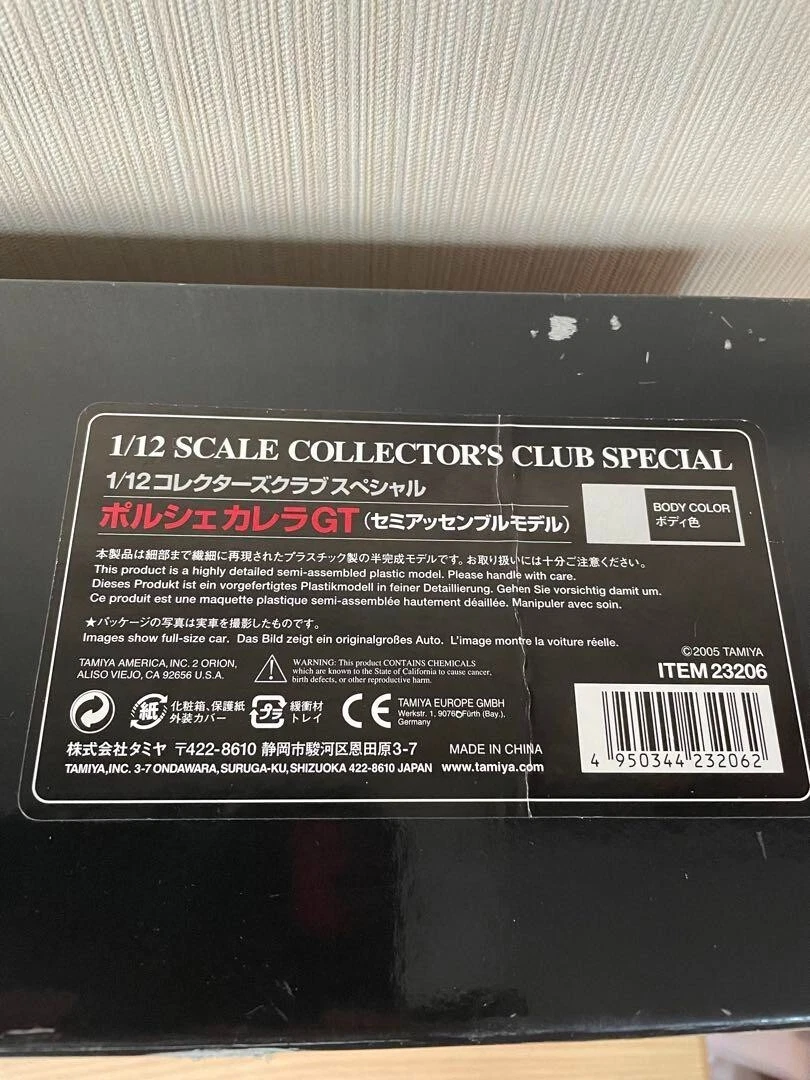 1/12 SCALE COLLECTOR'S CLUB SPECIAL
1/12コレクターズクラブスペシャル
ポルシェ カレラGT (セミアッセンブルモデル)
BODY COLOR
ボディ色
本製品は細部まで繊細に再現されたプラスチック製の半完成モデルです。お取り扱いには十分ご注意ください。
This product is a highly detailed semi-assembled plastic model. Please handle with care.
Dieses Produkt ist ein vorgefertigtes Plastikmodell in feiner Detaillierung. Gehen Sie vorsichtig damit um.
Ce produit est une maquette plastique semi-assemblée hautement déaillée. Manipuler avec soin.
★パッケージの写真は実車を撮影したものです。
Images show full-size car. Das Bild zeigt ein originalgroßes Auto. L'image montre la voiture réelle.
©2005 TAMIYA
ITEM 23206
TAMIYA AMERICA, INC. 2 ORION,
ALISO VIEJO, CA 92656 U.S.A.
WARNING: This product CONTAINS CHEMICALS
which are known to the State of California to cause cancer,
birth defects, or other reproductive harm.
紙
化粧箱、保護紙
外装カバー
プラ
緩衝材
トレイ
CE
TAMIYA EUROPE GMBH
Werkstr. 1, 90765 Fürth (Bay.),
Germany
株式会社タミヤ 〒422-8610 静岡市駿河区恩田原3-7
MADE IN CHINA
TAMIYA,INC. 3-7 ONDAWARA, SURUGA-KU, SHIZUOKA 422-8610 JAPAN www.tamiya.com
4 950344 232062